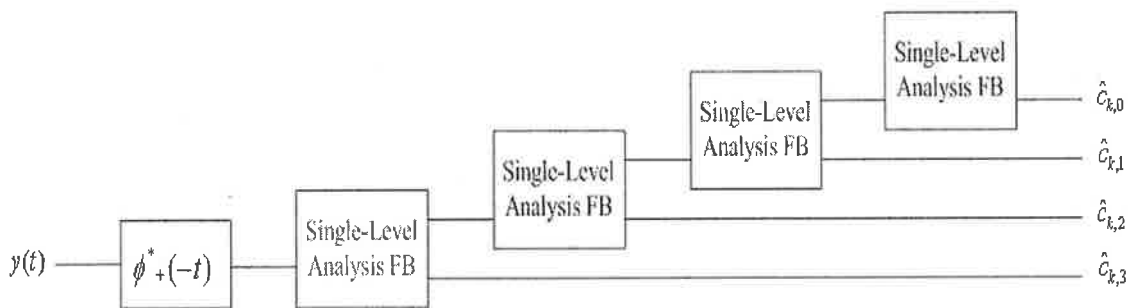 Single-Level
Analysis FB
ĉk,0
Single-Level
Analysis FB
ĉk,1
Single-Level
Analysis FB
ĉk,2
Single-Level
Analysis FB
y(t)
ϕ*+(-t)
ĉk,3